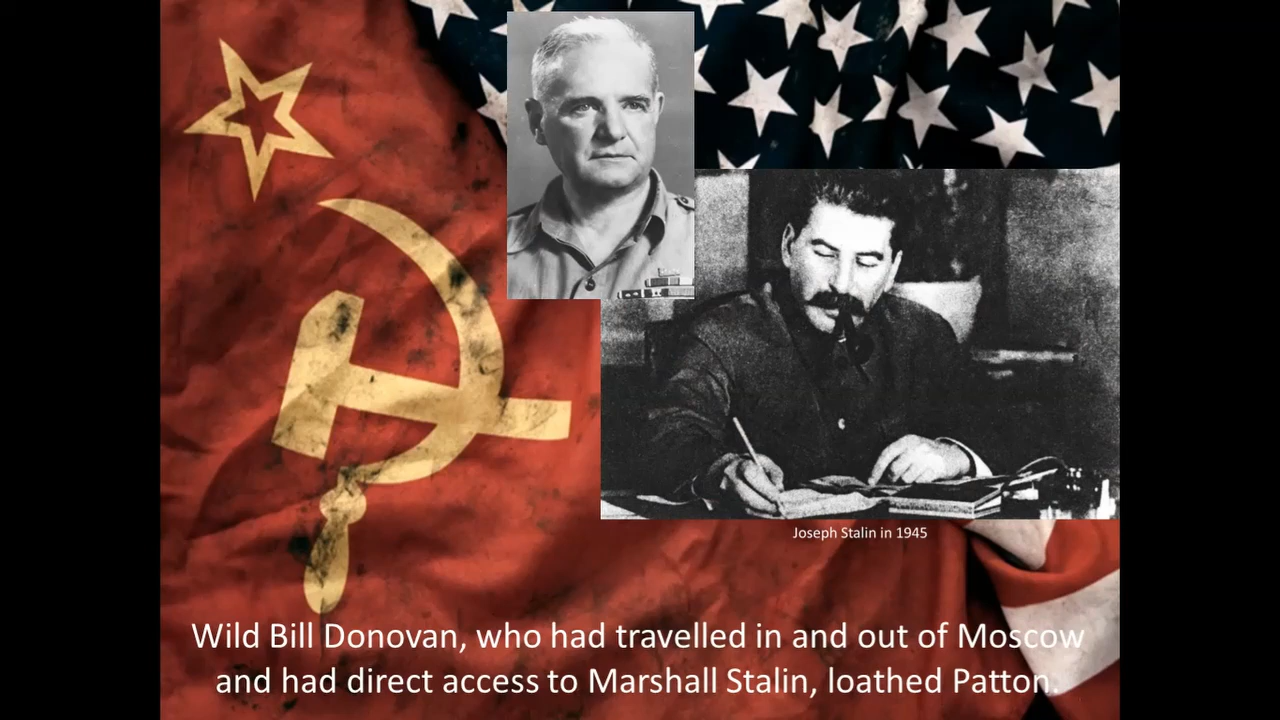 Joseph Stalin in 1945
Wild Bill Donovan, who had travelled in and out of Moscow
and had direct access to Marshall Stalin, loathed Patton.